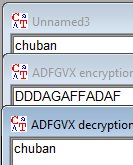 Unnamed3
chuban
ADFGVX encryption
DDDAGAFFADAF
ADFGVX decryption
chuban